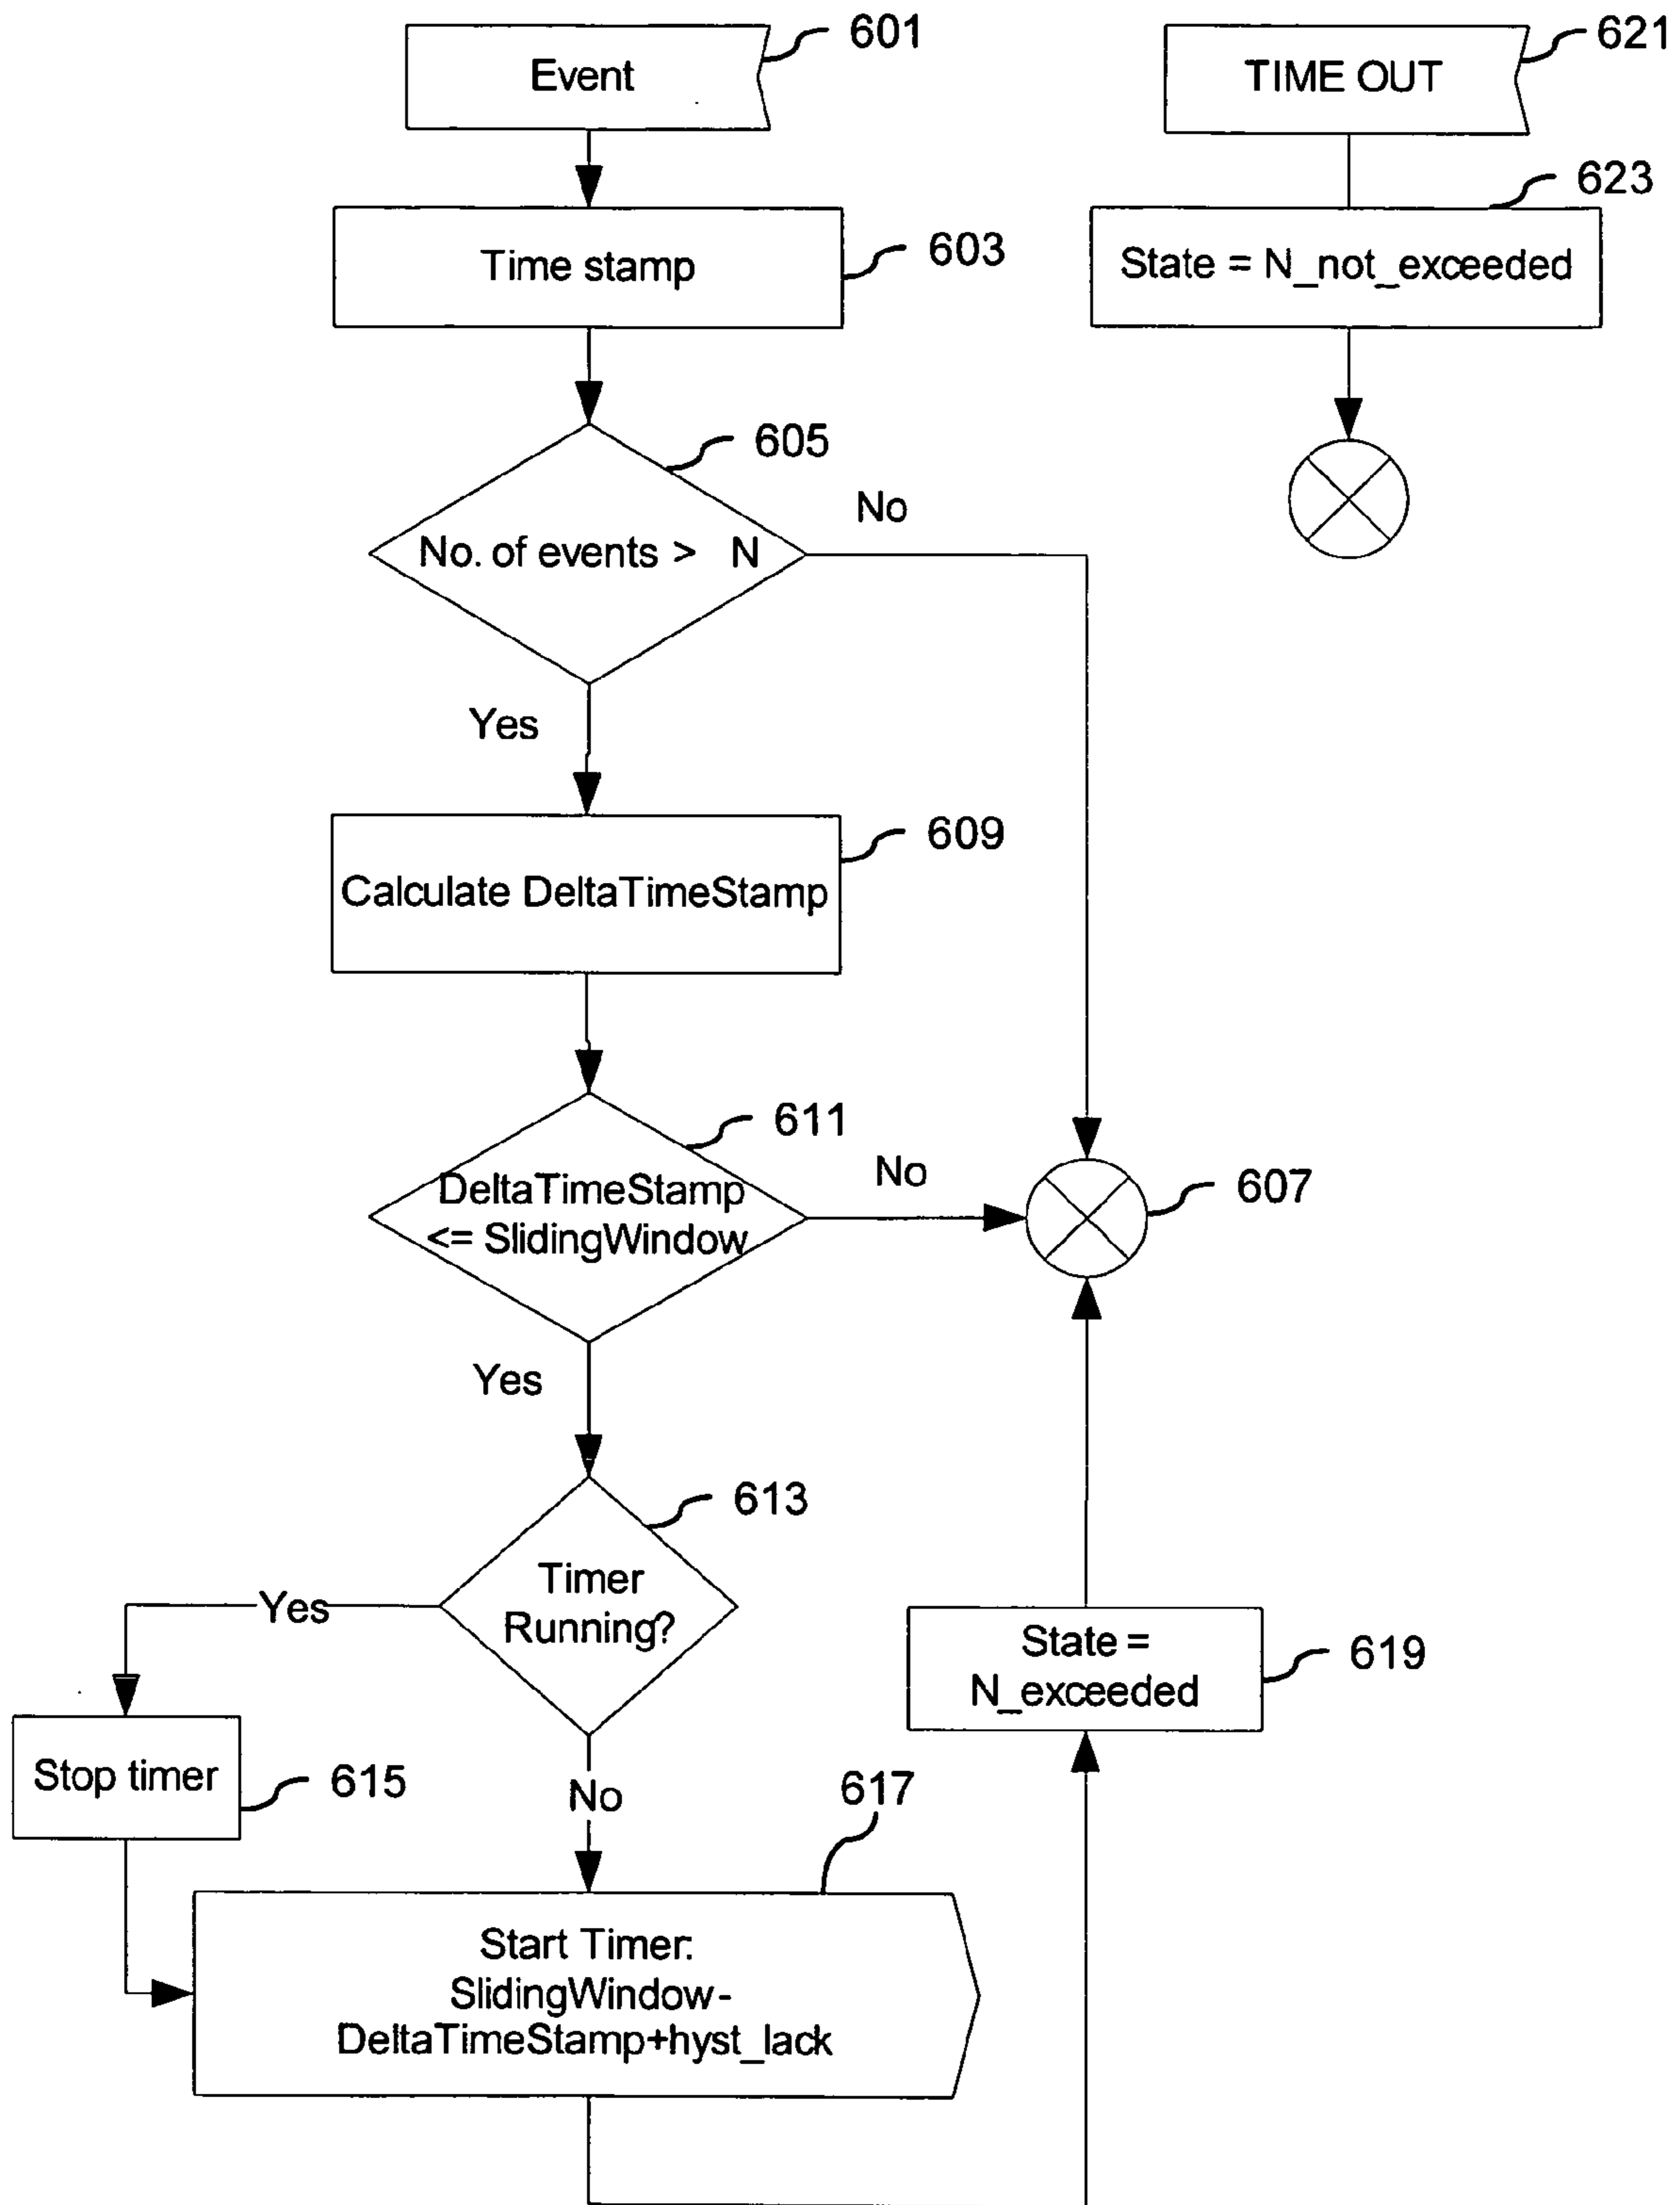 Event
601
TIME OUT
621
Time stamp
603
State = N_not_exceeded
623
605
No. of events > N
No
Yes
Calculate DeltaTimeStamp
609
611
DeltaTimeStamp
<= SlidingWindow
No
607
Yes
613
Timer
Running?
Yes
State =
N_exceeded
619
Stop timer
615
No
617
Start Timer:
SlidingWindow-
DeltaTimeStamp+hyst_lack